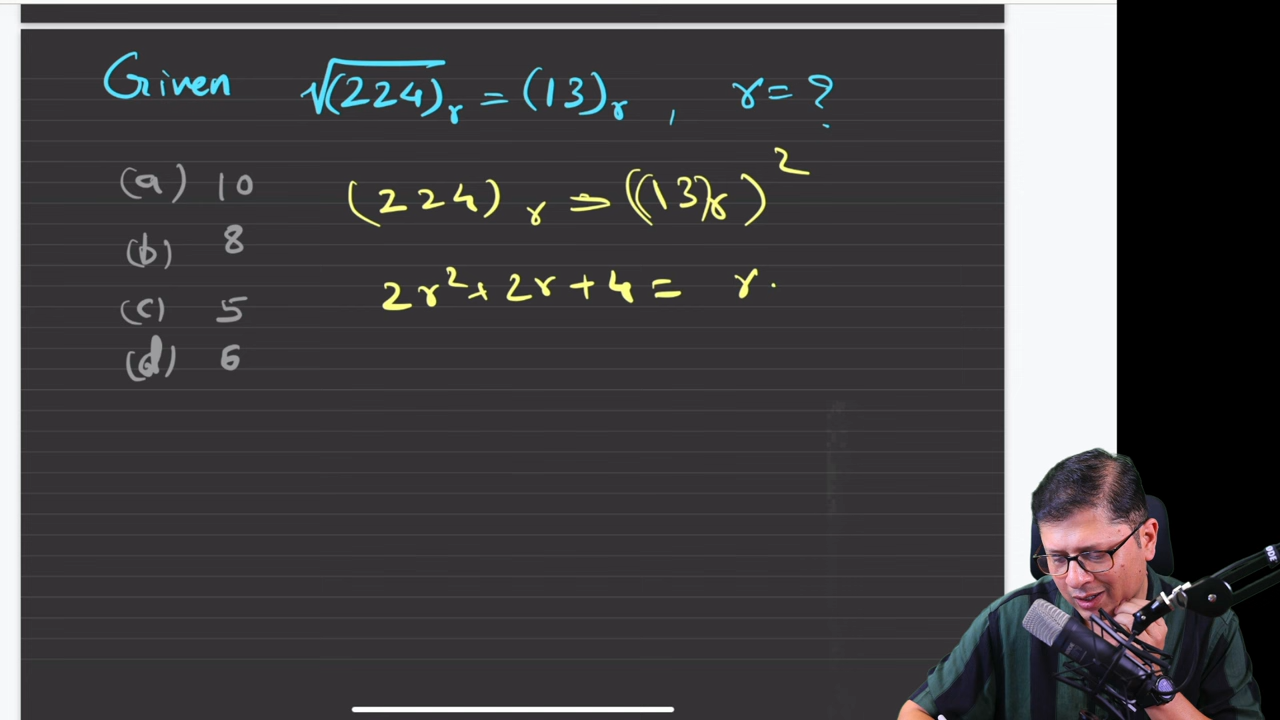 Given √(224)r = (13)r , r = ?
(a) 10
(b) 8
(c) 5
(d) 6
(224)r = ((13)r)²
2r² + 2r + 4 = r